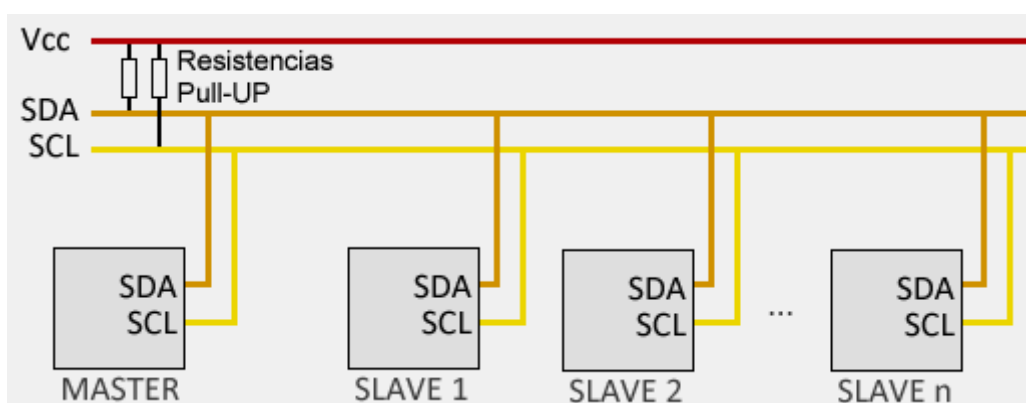 Vcc
Resistencias
Pull-UP
SDA
SCL
SDA
SCL
MASTER
SDA
SCL
SLAVE 1
SDA
SCL
SLAVE 2
...
SDA
SCL
SLAVE n